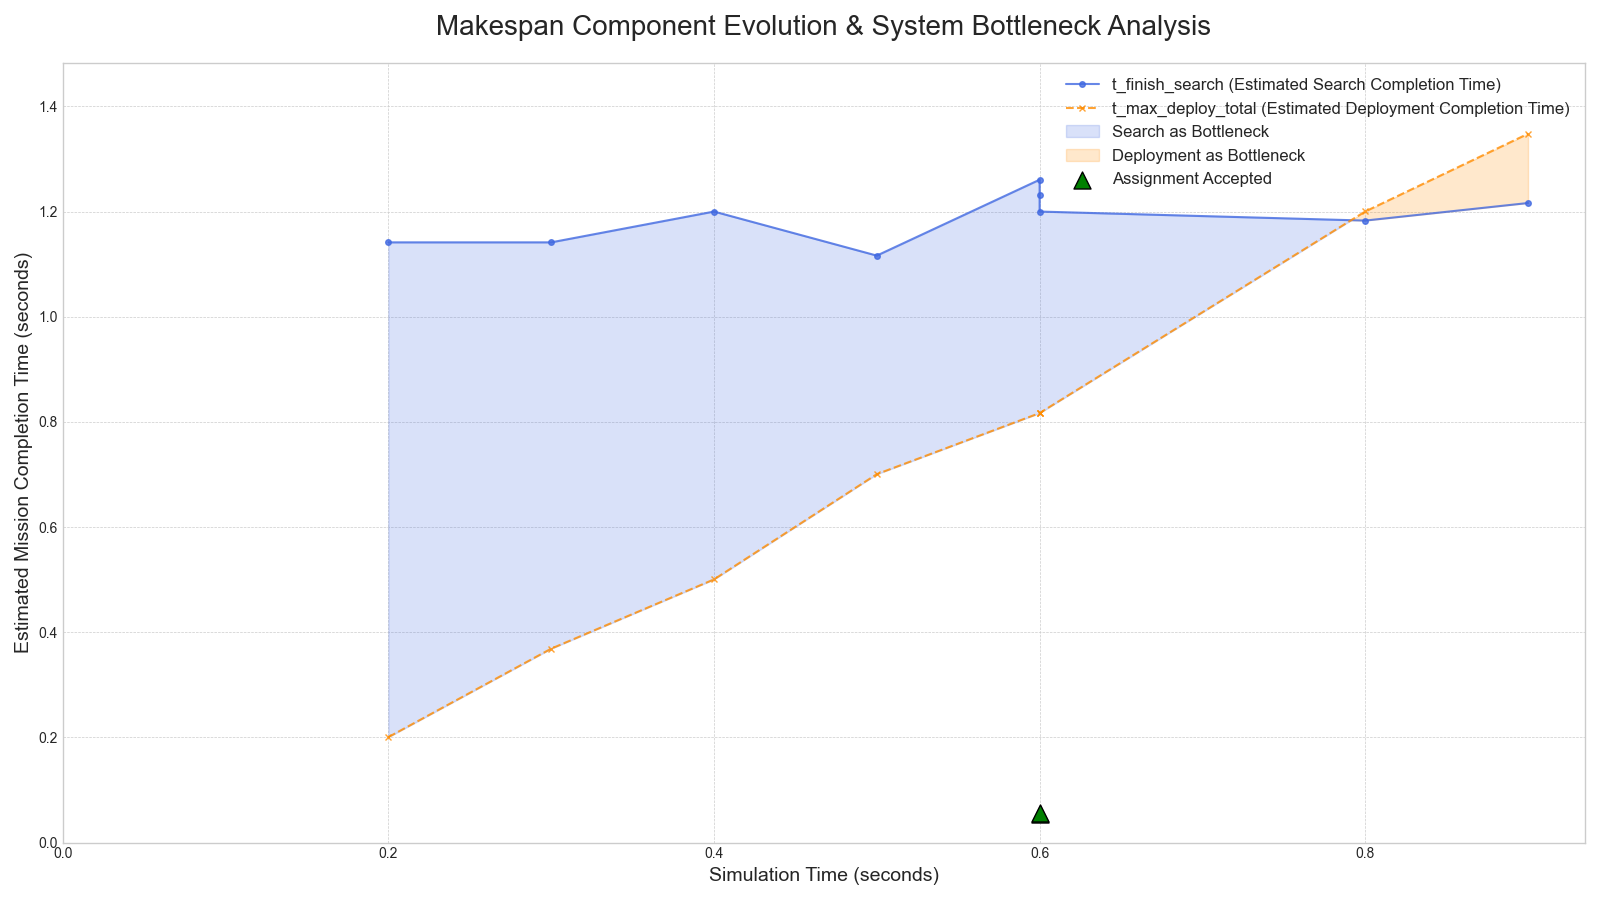 Makespan Component Evolution & System Bottleneck Analysis
t_finish_search (Estimated Search Completion Time)
t_max_deploy_total (Estimated Deployment Completion Time)
Search as Bottleneck
Deployment as Bottleneck
Assignment Accepted
Estimated Mission Completion Time (seconds)
1.4
1.2
1.0
0.8
0.6
0.4
0.2
0.0
0.0 0.2 0.4 0.6 0.8
Simulation Time (seconds)